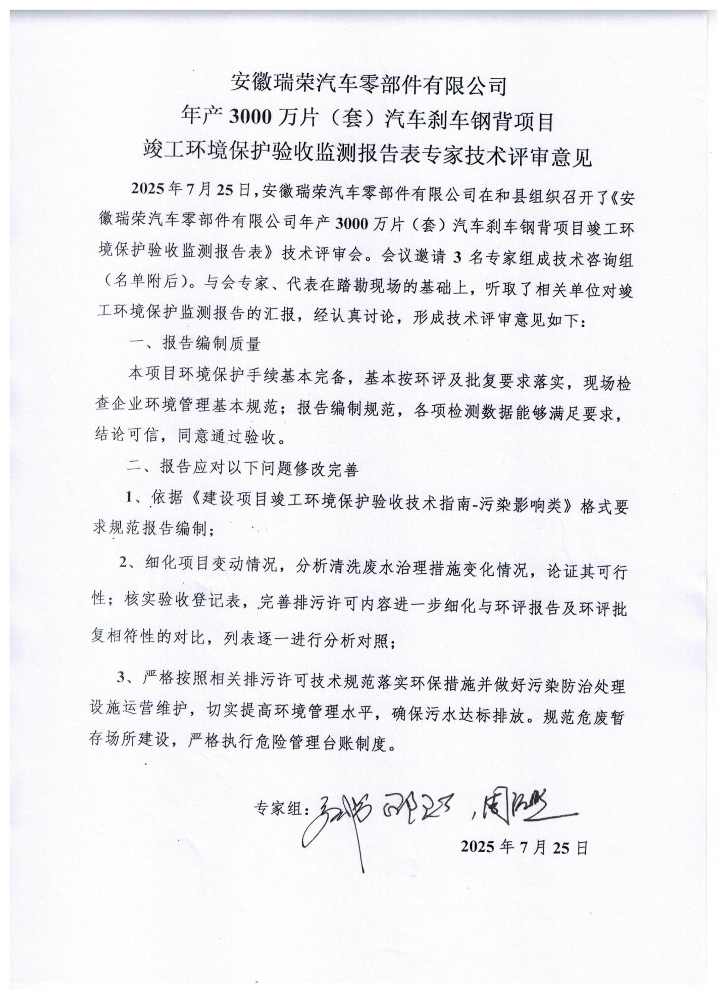 安徽瑞荣汽车零部件有限公司
年产 3000 万片（套）汽车刹车钢背项目
竣工环境保护验收监测报告表专家技术评审意见
2025 年 7 月 25 日，安徽瑞荣汽车零部件有限公司在和县组织召开了《安
徽瑞荣汽车零部件有限公司年产 3000 万片（套）汽车刹车钢背项目竣工环
境保护验收监测报告表》技术评审会。会议邀请 3 名专家组成技术咨询组
（名单附后）。与会专家、代表在踏勘现场的基础上，听取了相关单位对竣
工环境保护监测报告的汇报，经认真讨论，形成技术评审意见如下：
一、报告编制质量
本项目环境保护手续基本完备，基本按环评及批复要求落实，现场检
查企业环境管理基本规范；报告编制规范，各项检测数据能够满足要求，
结论可信，同意通过验收。
二、报告应对以下问题修改完善
1、依据《建设项目竣工环境保护验收技术指南-污染影响类》格式要
求规范报告编制；
2、细化项目变动情况，分析清洗废水治理措施变化情况，论证其可行
性；核实验收登记表，完善排污许可内容进一步细化与环评报告及环评批
复相符性的对比，列表逐一进行分析对照；
3、严格按照相关排污许可技术规范落实环保措施并做好污染防治处理
设施运营维护，切实提高环境管理水平，确保污水达标排放。规范危废暂
存场所建设，严格执行危险管理台账制度。
专家组：
2025 年 7 月 25 日